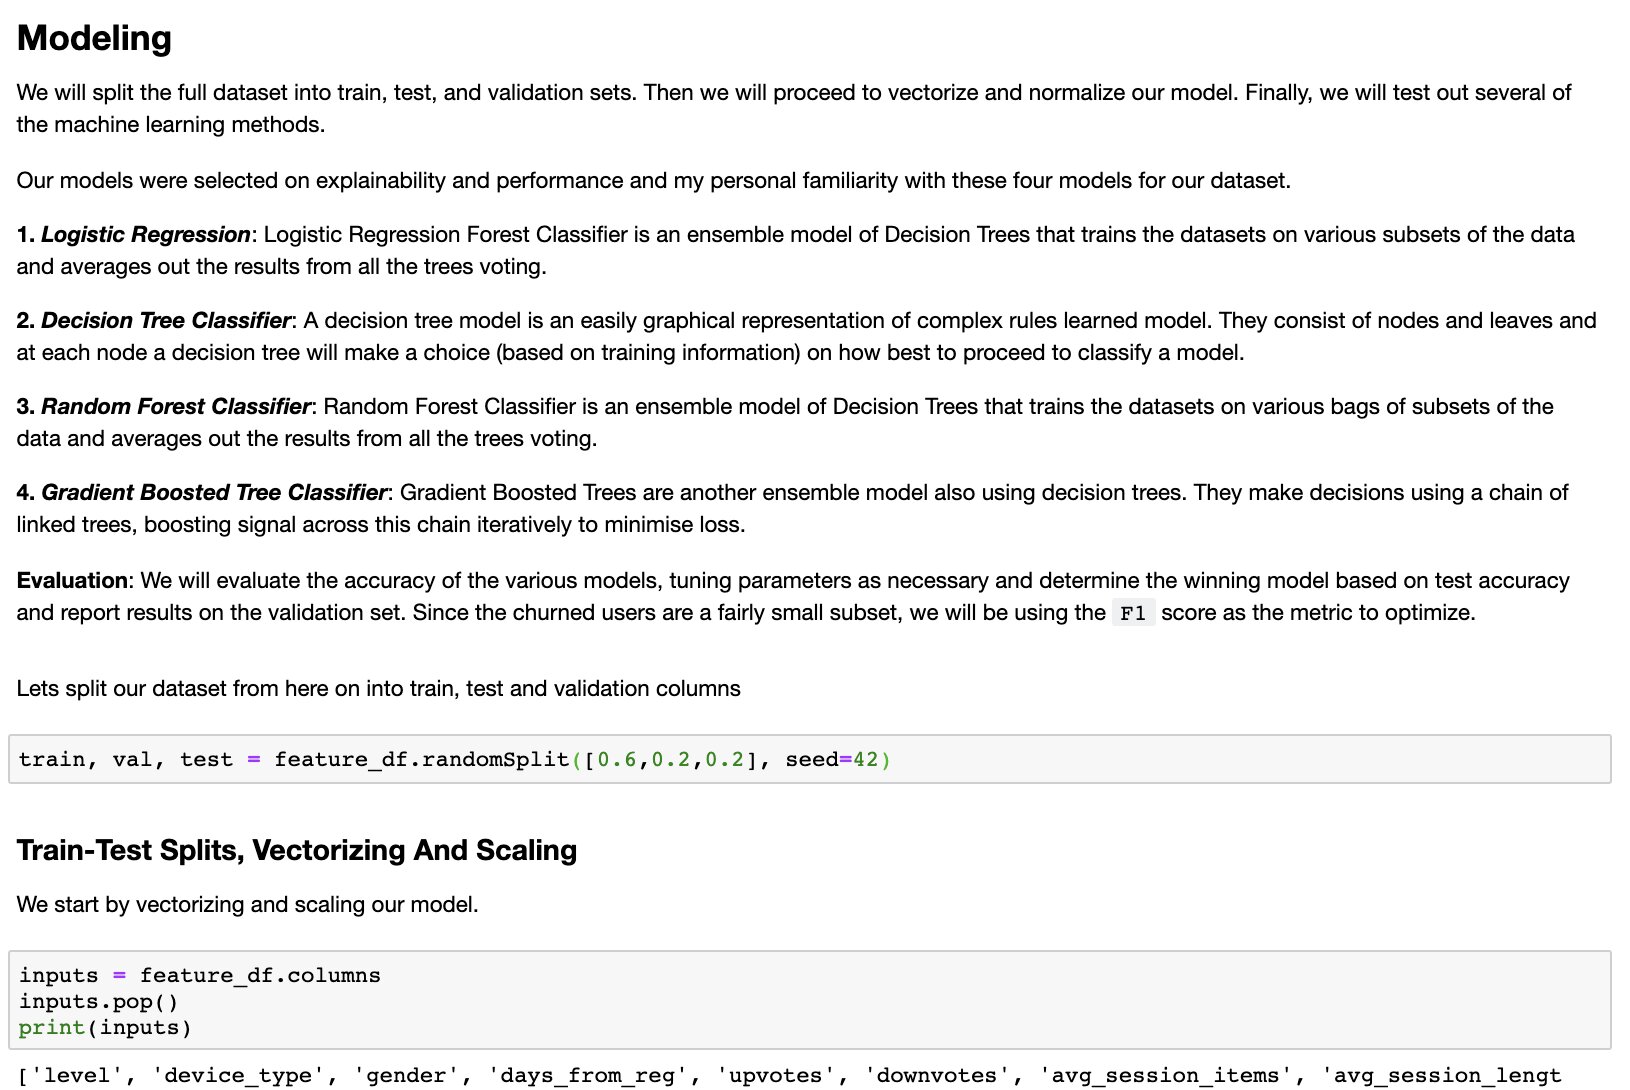 Modeling
We will split the full dataset into train, test, and validation sets. Then we will proceed to vectorize and normalize our model. Finally, we will test out several of
the machine learning methods.
Our models were selected on explainability and performance and my personal familiarity with these four models for our dataset.
1. Logistic Regression: Logistic Regression Forest Classifier is an ensemble model of Decision Trees that trains the datasets on various subsets of the data
and averages out the results from all the trees voting.
2. Decision Tree Classifier: A decision tree model is an easily graphical representation of complex rules learned model. They consist of nodes and leaves and
at each node a decision tree will make a choice (based on training information) on how best to proceed to classify a model.
3. Random Forest Classifier: Random Forest Classifier is an ensemble model of Decision Trees that trains the datasets on various bags of subsets of the
data and averages out the results from all the trees voting.
4. Gradient Boosted Tree Classifier: Gradient Boosted Trees are another ensemble model also using decision trees. They make decisions using a chain of
linked trees, boosting signal across this chain iteratively to minimise loss.
Evaluation: We will evaluate the accuracy of the various models, tuning parameters as necessary and determine the winning model based on test accuracy
and report results on the validation set. Since the churned users are a fairly small subset, we will be using the F1 score as the metric to optimize.
Lets split our dataset from here on into train, test and validation columns
train, val, test = feature_df.randomSplit([0.6,0.2,0.2], seed=42)
Train-Test Splits, Vectorizing And Scaling
We start by vectorizing and scaling our model.
inputs = feature_df.columns
inputs.pop()
print(inputs)
['level', 'device_type', 'gender', 'days_from_reg', 'upvotes', 'downvotes', 'avg_session_items', 'avg_session_lengt